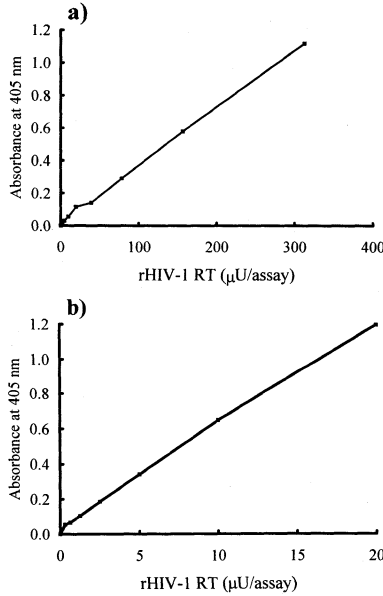 a)
1.2
1.0
0.8
0.6
0.4
0.2
0.0
Absorbance at 405 nm
0 100 200 300 400
rHIV-1 RT (μU/assay)
b)
1.2
1.0
0.8
0.6
0.4
0.2
0.0
Absorbance at 405 nm
0 5 10 15 20
rHIV-1 RT (μU/assay)